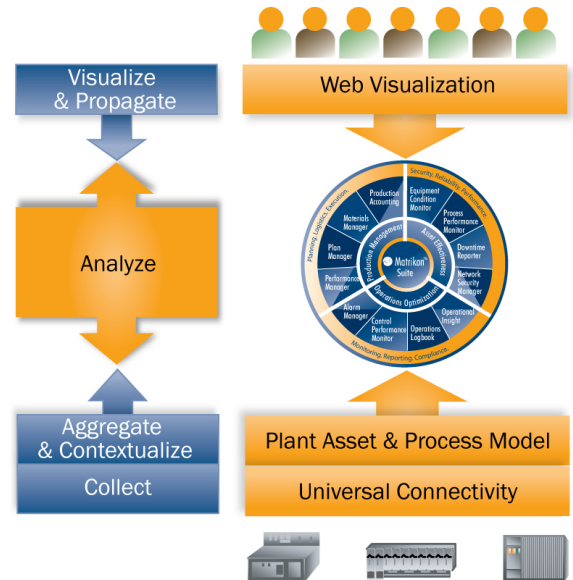 Visualize
& Propagate
Web Visualization
Analyze
Planning. Logistics. Execution.
Security. Reliability. Performance.
Monitoring. Reporting. Compliance.
Production Management
Asset Effectiveness
Operations Optimization
Matrikon™
Suite
Production
Accounting
Materials
Manager
Plan
Manager
Performance
Manager
Equipment
Condition
Monitor
Process
Performance
Monitor
Downtime
Reporter
Network
Security
Manager
Alarm
Manager
Control
Performance
Monitor
Operations
Logbook
Operational
Insight
Aggregate
& Contextualize
Collect
Plant Asset & Process Model
Universal Connectivity